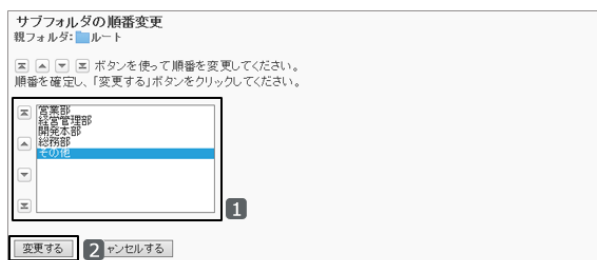 サブフォルダの順番変更
親フォルダ: ルート
ボタンを使って順番を変更してください。
順番を確定し、「変更する」ボタンをクリックしてください。
営業部
経営管理部
開発本部
総務部
その他
1
変更する 2 ャンセルする